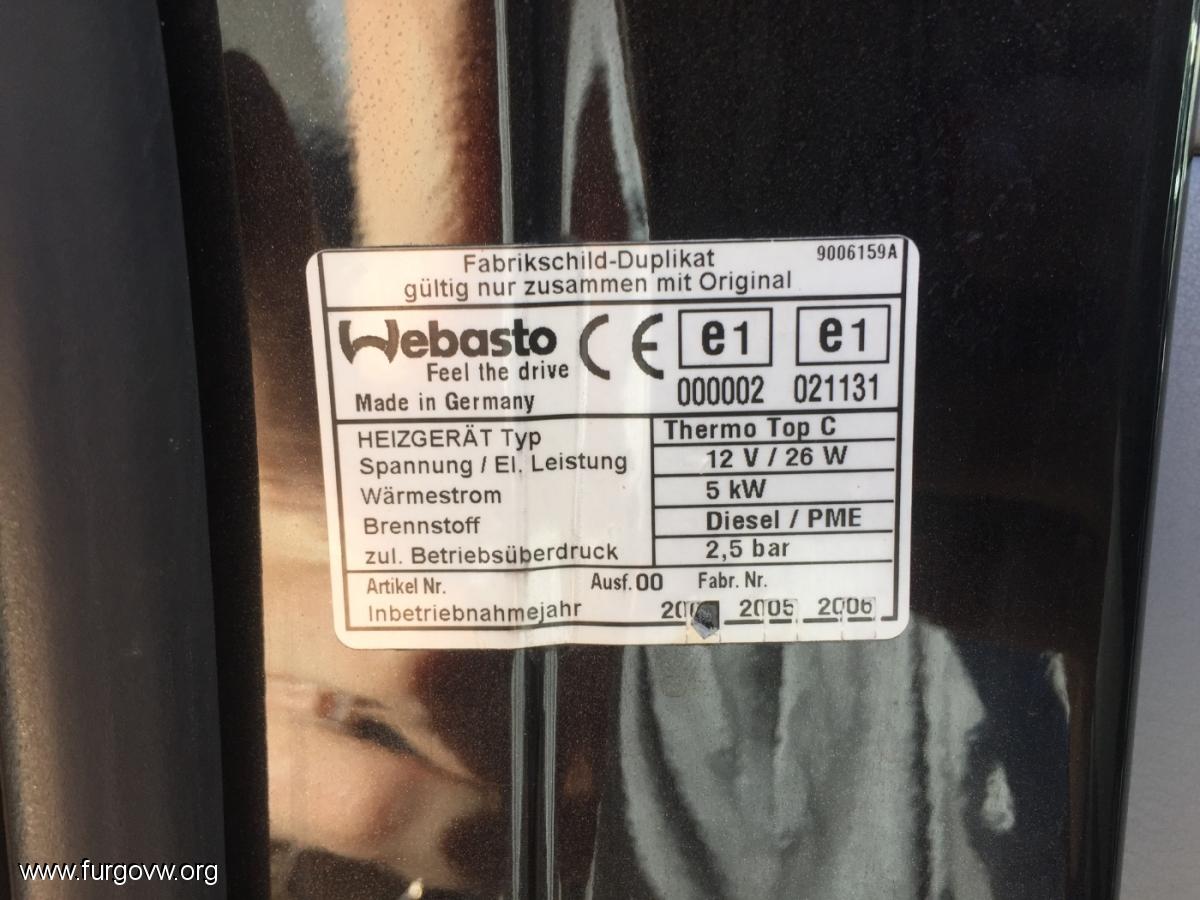 Fabrikschild-Duplikat 9006159A
gültig nur zusammen mit Original
Webasto CE e1 e1
Feel the drive
000002 021131
Made in Germany
HEIZGERÄT Typ Thermo Top C
Spannung / El. Leistung 12 V / 26 W
Wärmestrom 5 kW
Brennstoff Diesel / PME
zul. Betriebsüberdruck 2,5 bar
Artikel Nr. Ausf. 00 Fabr. Nr.
Inbetriebnahmejahr 2005 2006
www.furgovw.org